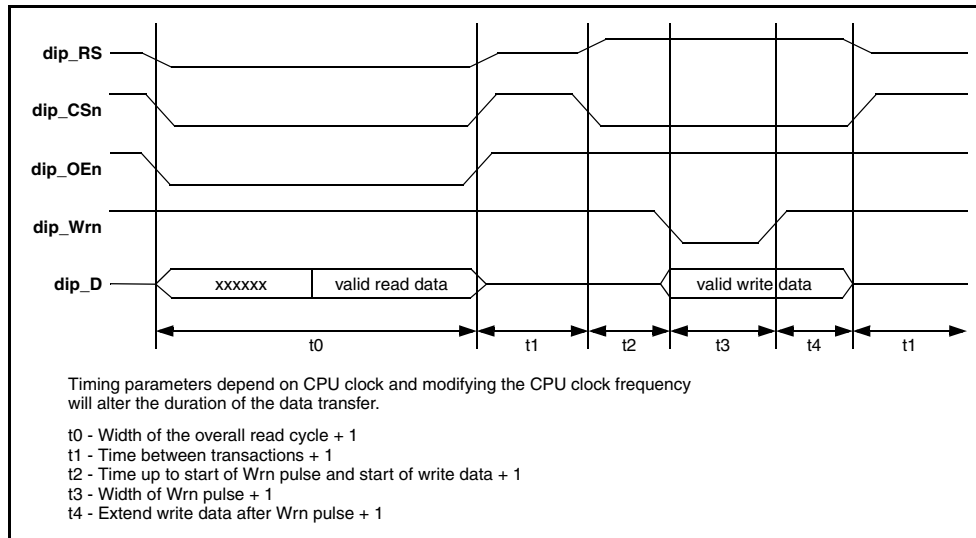 dip_RS
dip_CSn
dip_OEn
dip_Wrn
dip_D xxxxxx valid read data valid write data
t0 t1 t2 t3 t4 t1
Timing parameters depend on CPU clock and modifying the CPU clock frequency
will alter the duration of the data transfer.
t0 - Width of the overall read cycle + 1
t1 - Time between transactions + 1
t2 - Time up to start of Wrn pulse and start of write data + 1
t3 - Width of Wrn pulse + 1
t4 - Extend write data after Wrn pulse + 1